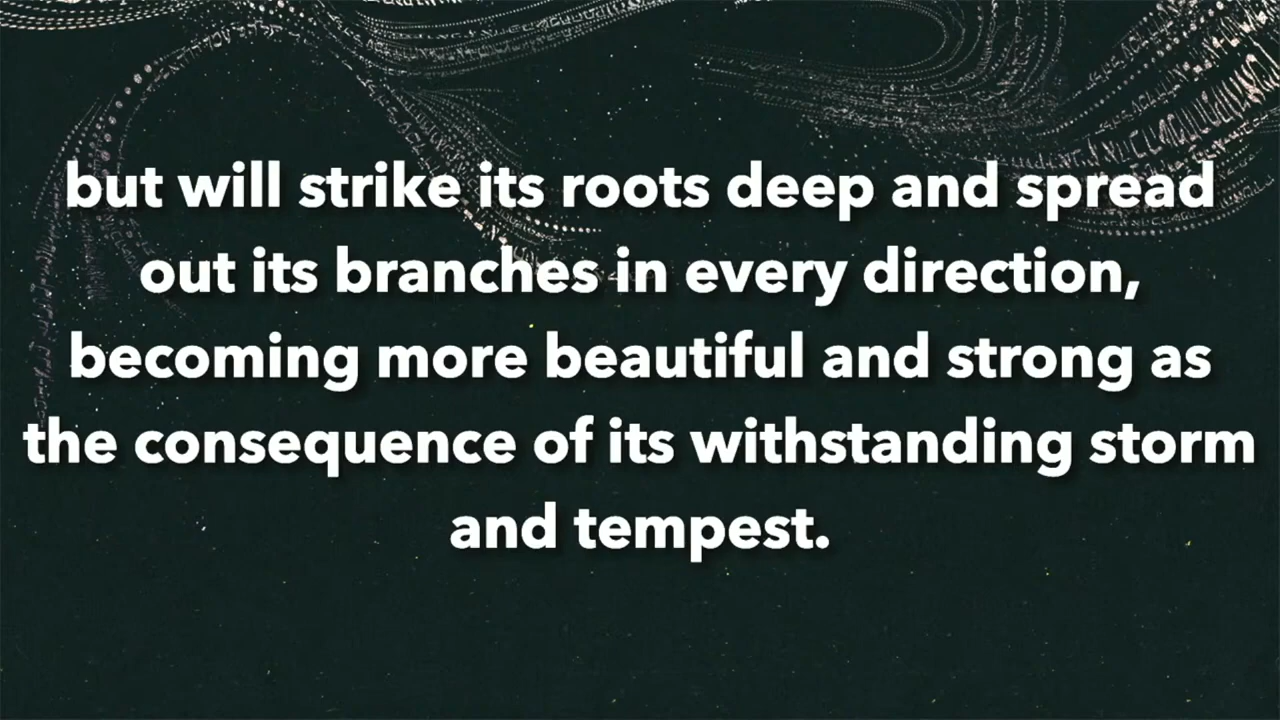 but will strike its roots deep and spread
out its branches in every direction,
becoming more beautiful and strong as
the consequence of its withstanding storm
and tempest.